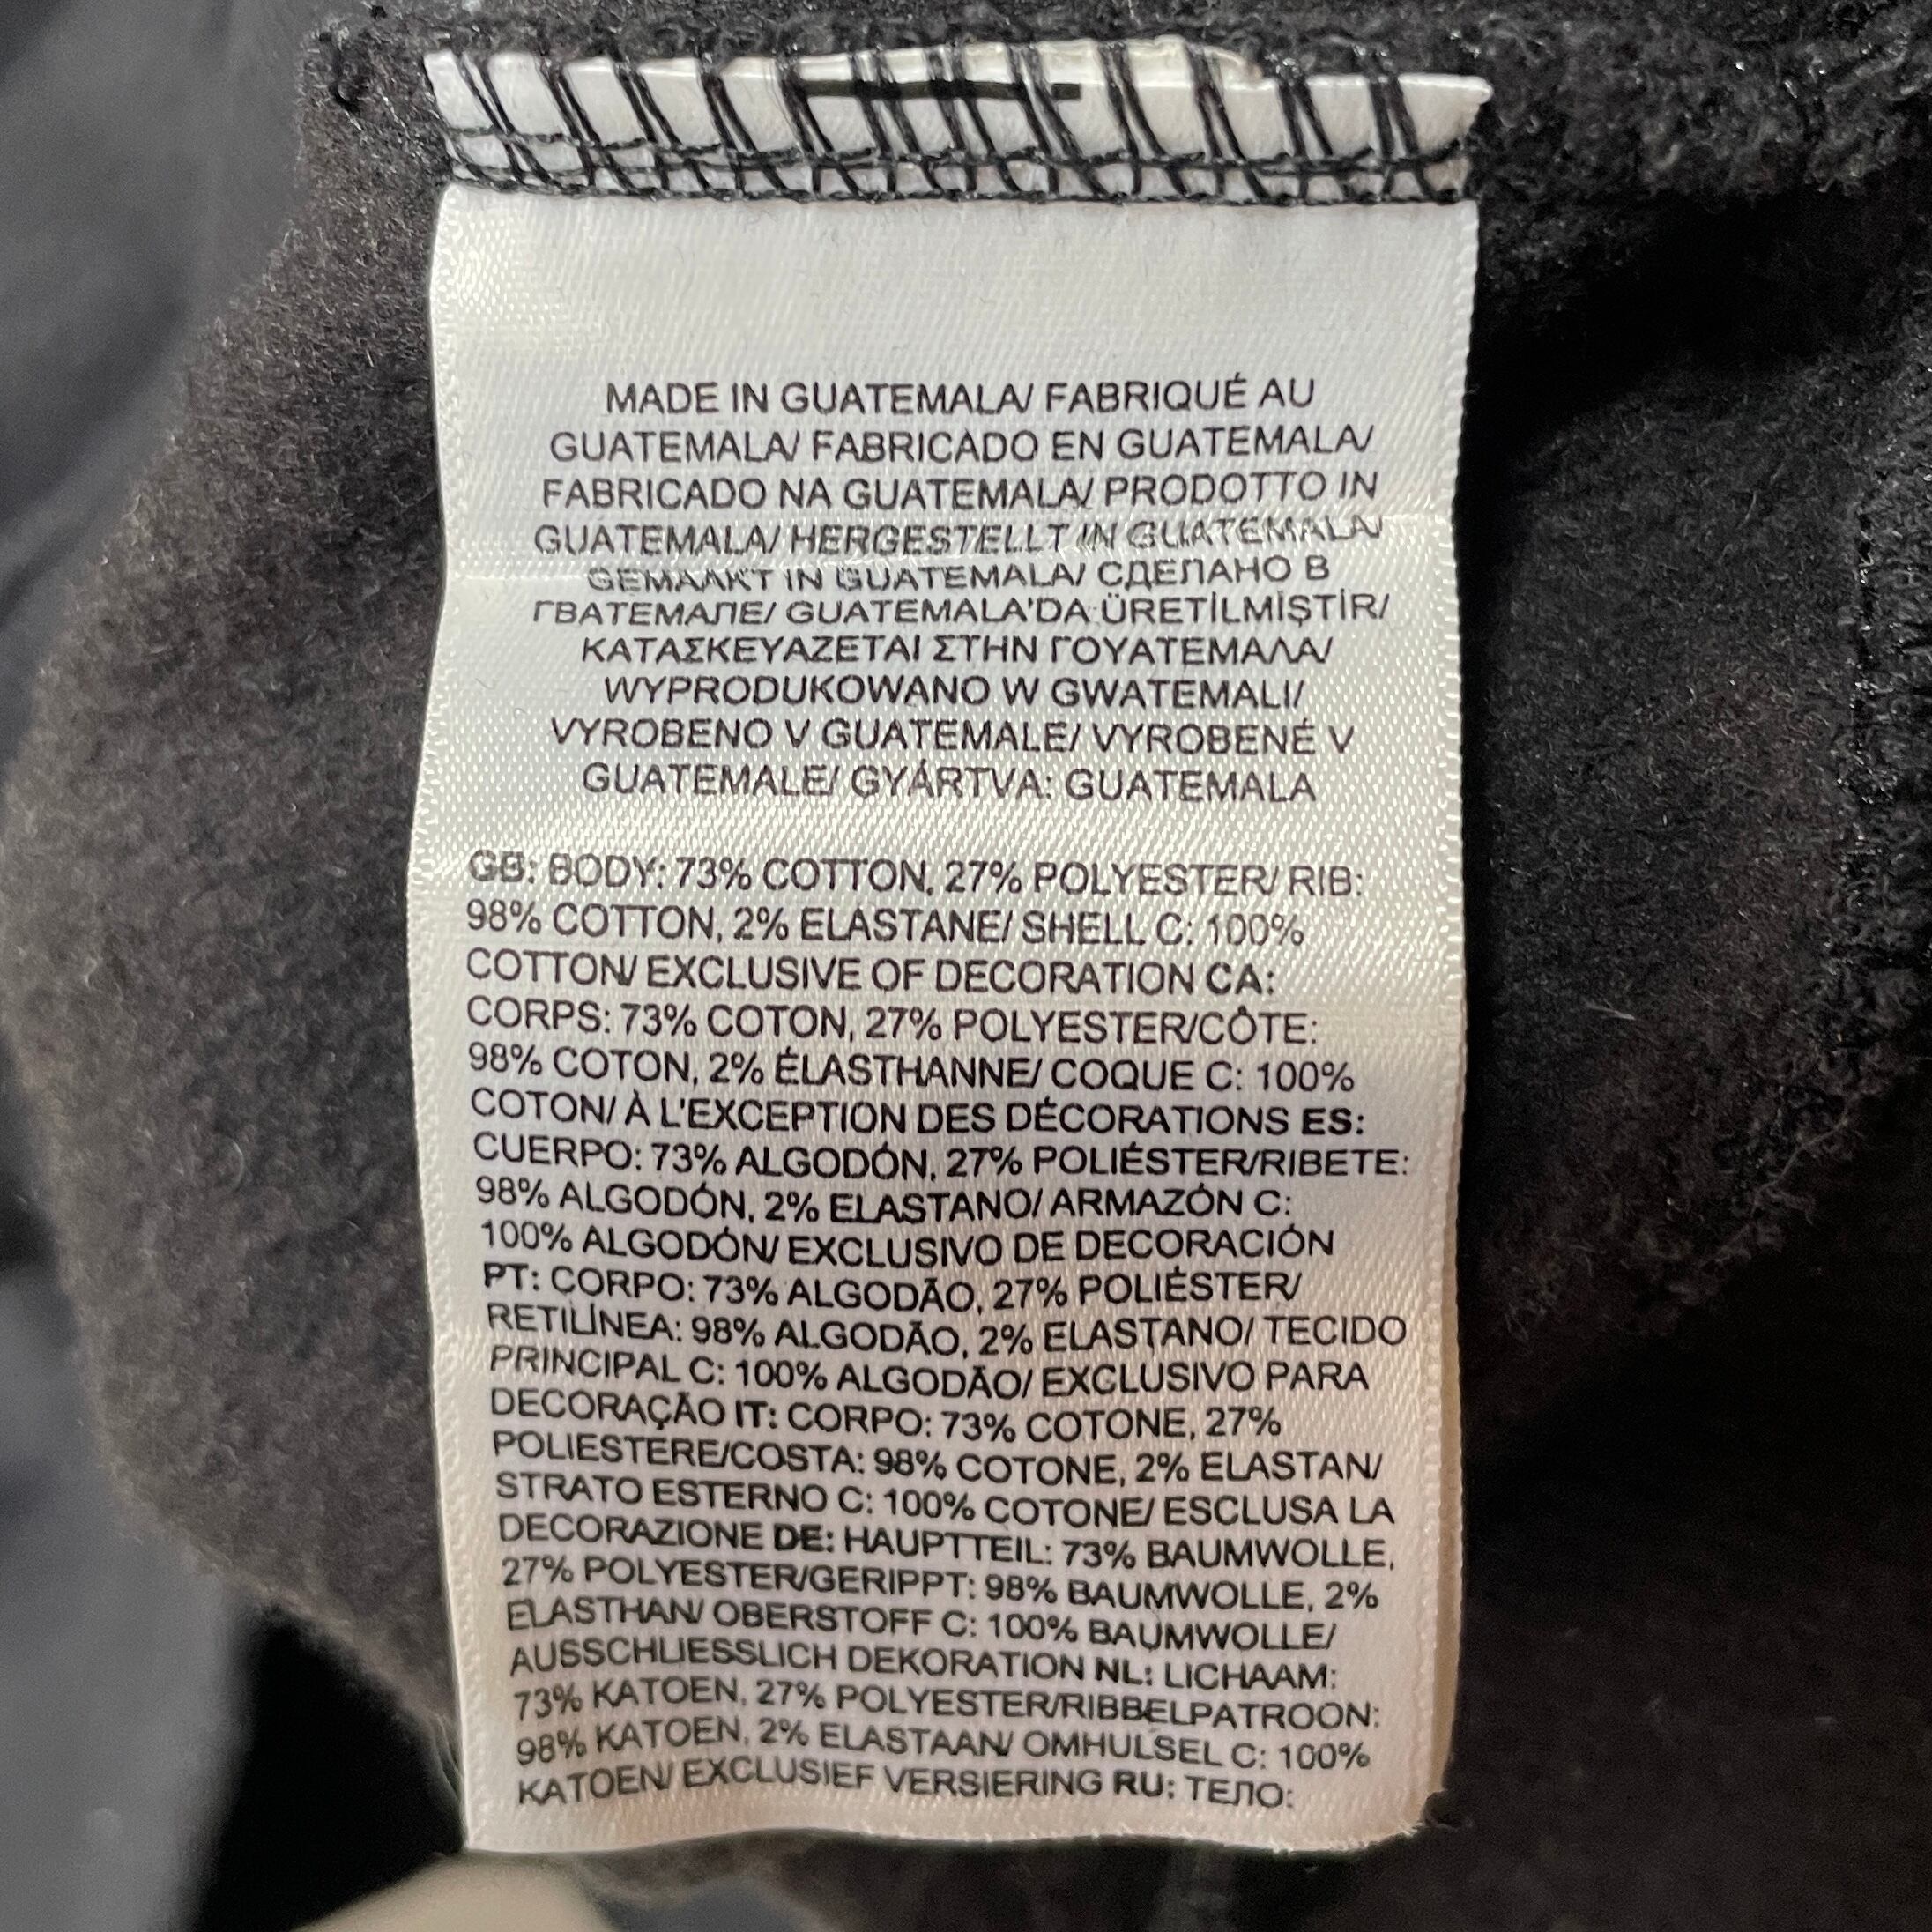 MADE IN GUATEMALA/ FABRIQUÉ AU
GUATEMALA/ FABRICADO EN GUATEMALA/
FABRICADO NA GUATEMALA/ PRODOTTO IN
GUATEMALA/ HERGESTELLT IN GUATEMALA/
GEMAAKT IN GUATEMALA/ СДЕЛАНО В
ГВАТЕМАЛЕ/ GUATEMALA'DA ÜRETİLMİŞTİR/
ΚΑΤΑΣΚΕΥΑΖΕΤΑΙ ΣΤΗΝ ΓΟΥΑΤΕΜΑΛΑ/
WYPRODUKOWANO W GWATEMALI/
VYROBENO V GUATEMALE/ VYROBENÉ V
GUATEMALE/ GYÁRTVA: GUATEMALA
GB: BODY: 73% COTTON, 27% POLYESTER/ RIB:
98% COTTON, 2% ELASTANE/ SHELL C: 100%
COTTON/ EXCLUSIVE OF DECORATION CA:
CORPS: 73% COTON, 27% POLYESTER/CÔTE:
98% COTON, 2% ÉLASTHANNE/ COQUE C: 100%
COTON/ À L'EXCEPTION DES DÉCORATIONS ES:
CUERPO: 73% ALGODÓN, 27% POLIÉSTER/RIBETE:
98% ALGODÓN, 2% ELASTANO/ ARMAZÓN C:
100% ALGODÓN/ EXCLUSIVO DE DECORACIÓN
PT: CORPO: 73% ALGODÃO, 27% POLIÉSTER/
RETILÍNEA: 98% ALGODÃO, 2% ELASTANO/ TECIDO
PRINCIPAL C: 100% ALGODÃO/ EXCLUSIVO PARA
DECORAÇÃO IT: CORPO: 73% COTONE, 27%
POLIESTERE/COSTA: 98% COTONE, 2% ELASTAN/
STRATO ESTERNO C: 100% COTONE/ ESCLUSA LA
DECORAZIONE DE: HAUPTTEIL: 73% BAUMWOLLE,
27% POLYESTER/GERIPPT: 98% BAUMWOLLE, 2%
ELASTHAN/ OBERSTOFF C: 100% BAUMWOLLE/
AUSSCHLIESSLICH DEKORATION NL: LICHAAM:
73% KATOEN, 27% POLYESTER/RIBBELPATROON:
98% KATOEN, 2% ELASTAAN/ OMHULSEL C: 100%
KATOEN/ EXCLUSIEF VERSIERING RU: ТЕЛО: